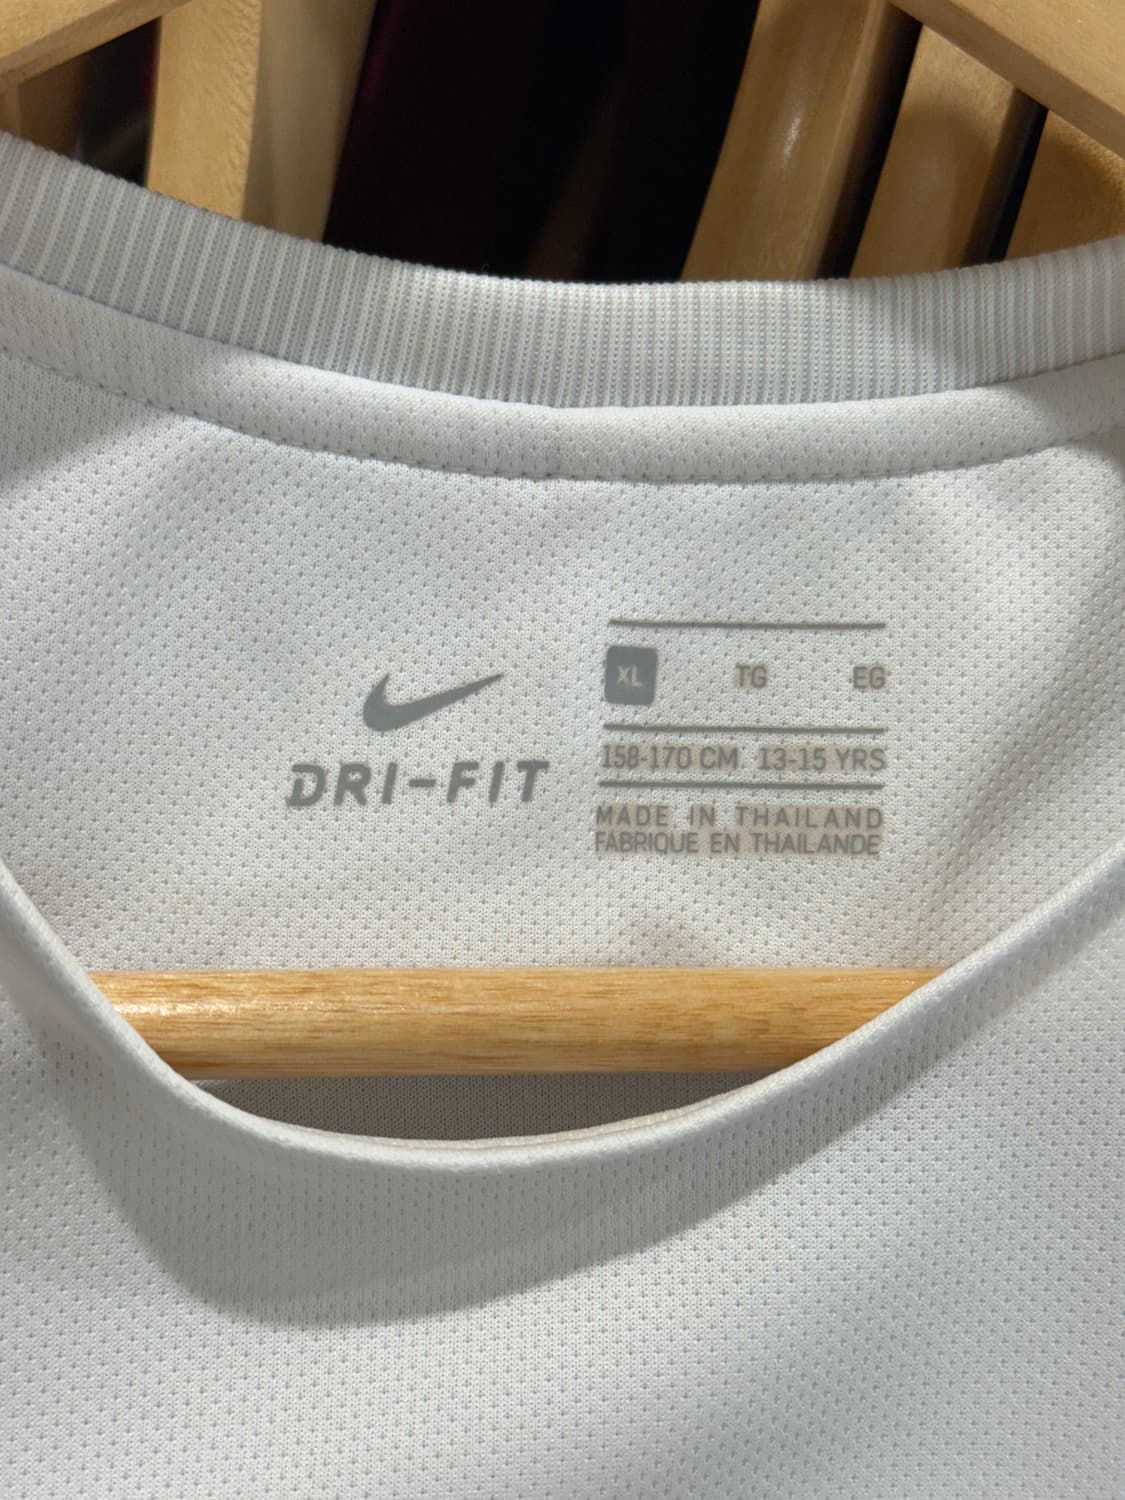 DRI-FIT
XL TG EG
158-170 CM 13-15 YRS
MADE IN THAILAND
FABRIQUE EN THAILANDE